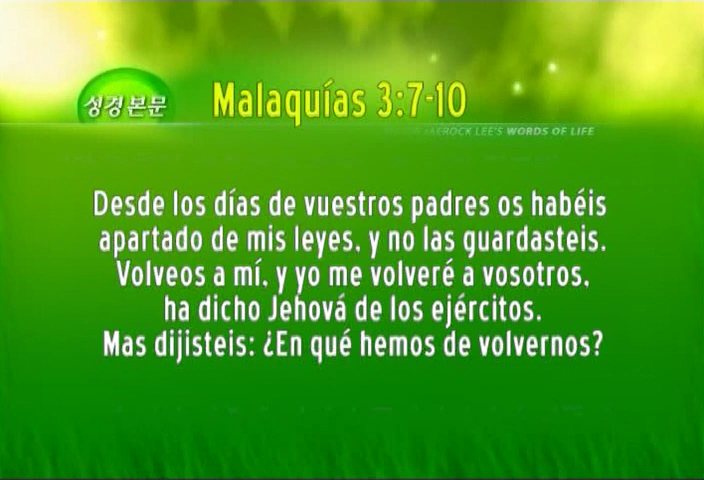 성경 본문
Malaquías 3:7-10
JAEROCK LEE'S WORDS OF LIFE
Desde los días de vuestros padres os habéis
apartado de mis leyes, y no las guardasteis.
Volveos a mí, y yo me volveré a vosotros,
ha dicho Jehová de los ejércitos.
Mas dijisteis: ¿En qué hemos de volvernos?